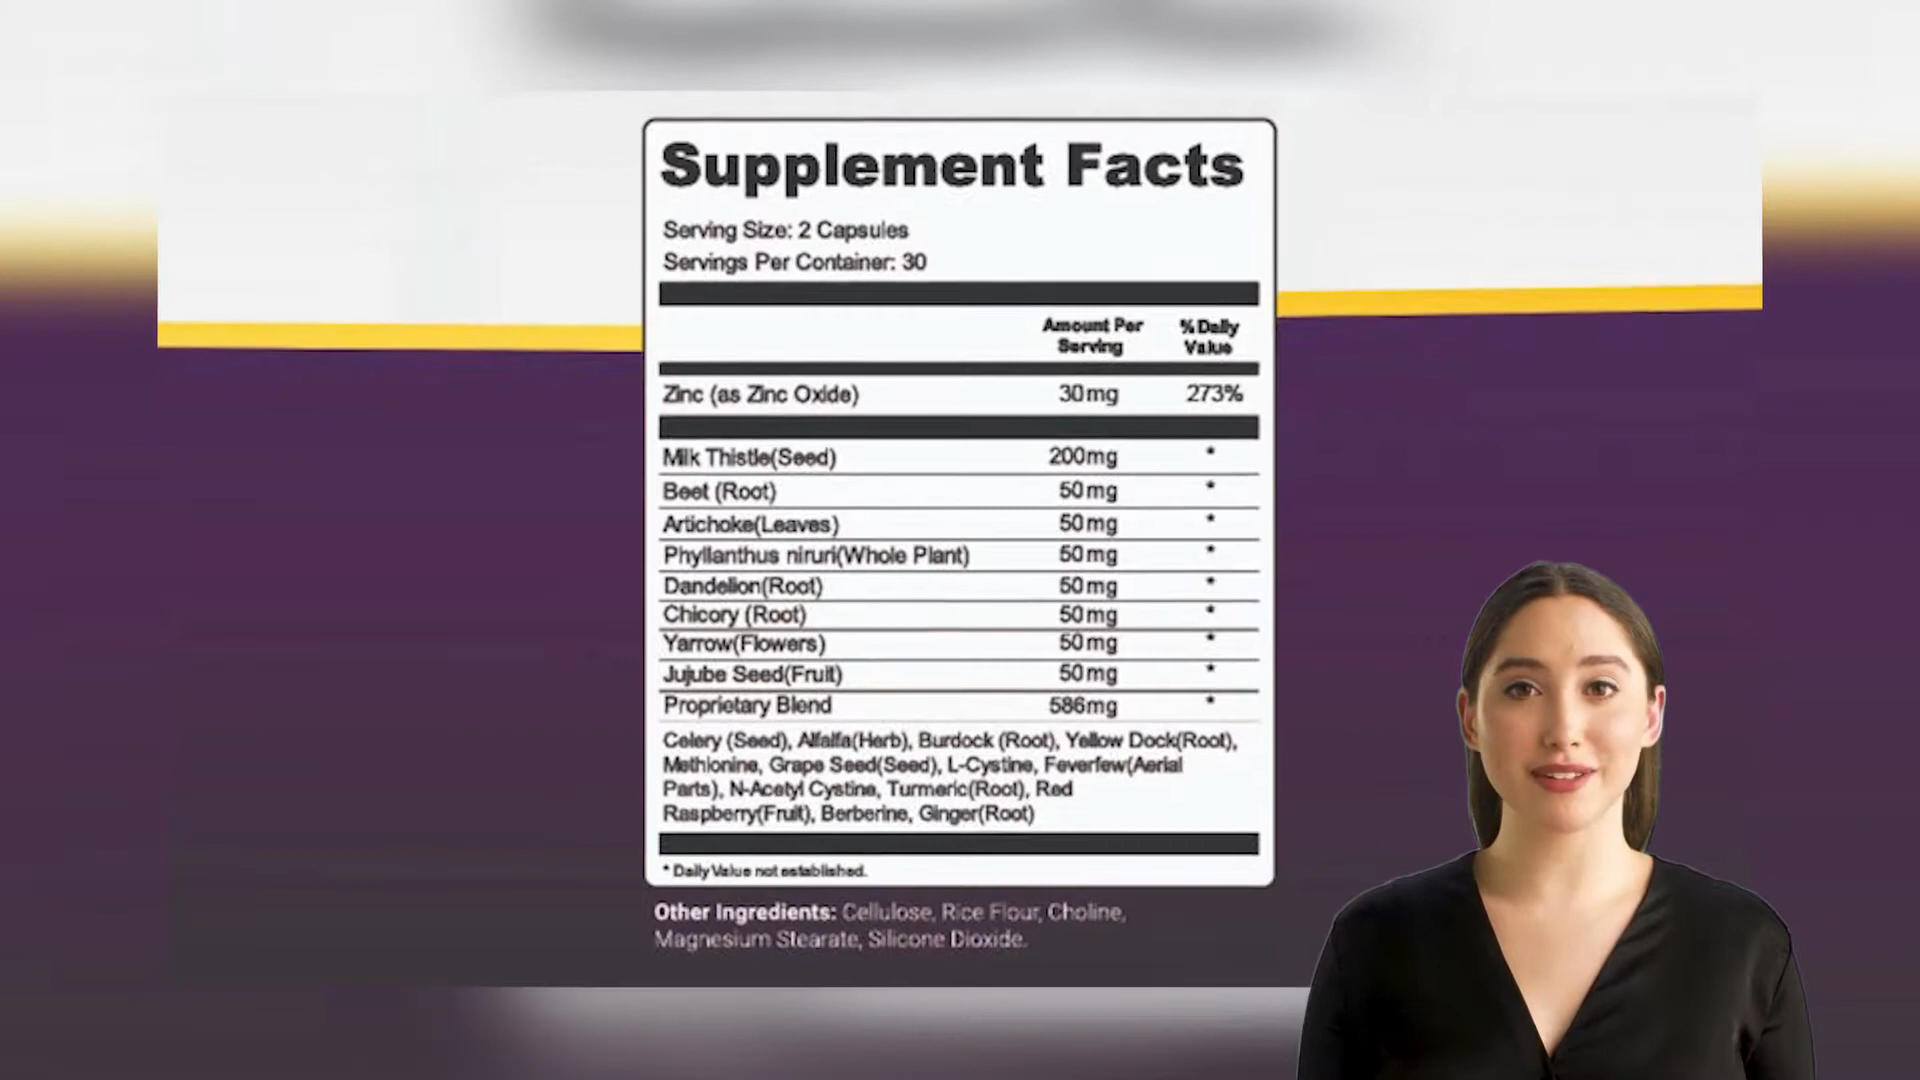 Supplement Facts
Serving Size: 2 Capsules
Servings Per Container: 30
Amount Per Serving % Daily Value
Zinc (as Zinc Oxide) 30mg 273%
Milk Thistle(Seed) 200mg *
Beet (Root) 50mg *
Artichoke(Leaves) 50mg *
Phyllanthus niruri(Whole Plant) 50mg *
Dandelion(Root) 50mg *
Chicory (Root) 50mg *
Yarrow(Flowers) 50mg *
Jujube Seed(Fruit) 50mg *
Proprietary Blend 586mg *
Celery (Seed), Alfalfa(Herb), Burdock (Root), Yellow Dock(Root),
Methionine, Grape Seed(Seed), L-Cystine, Feverfew(Aerial
Parts), N-Acetyl Cystine, Turmeric(Root), Red
Raspberry(Fruit), Berberine, Ginger(Root)
* Daily Value not established.
Other Ingredients: Cellulose, Rice Flour, Choline,
Magnesium Stearate, Silicone Dioxide.